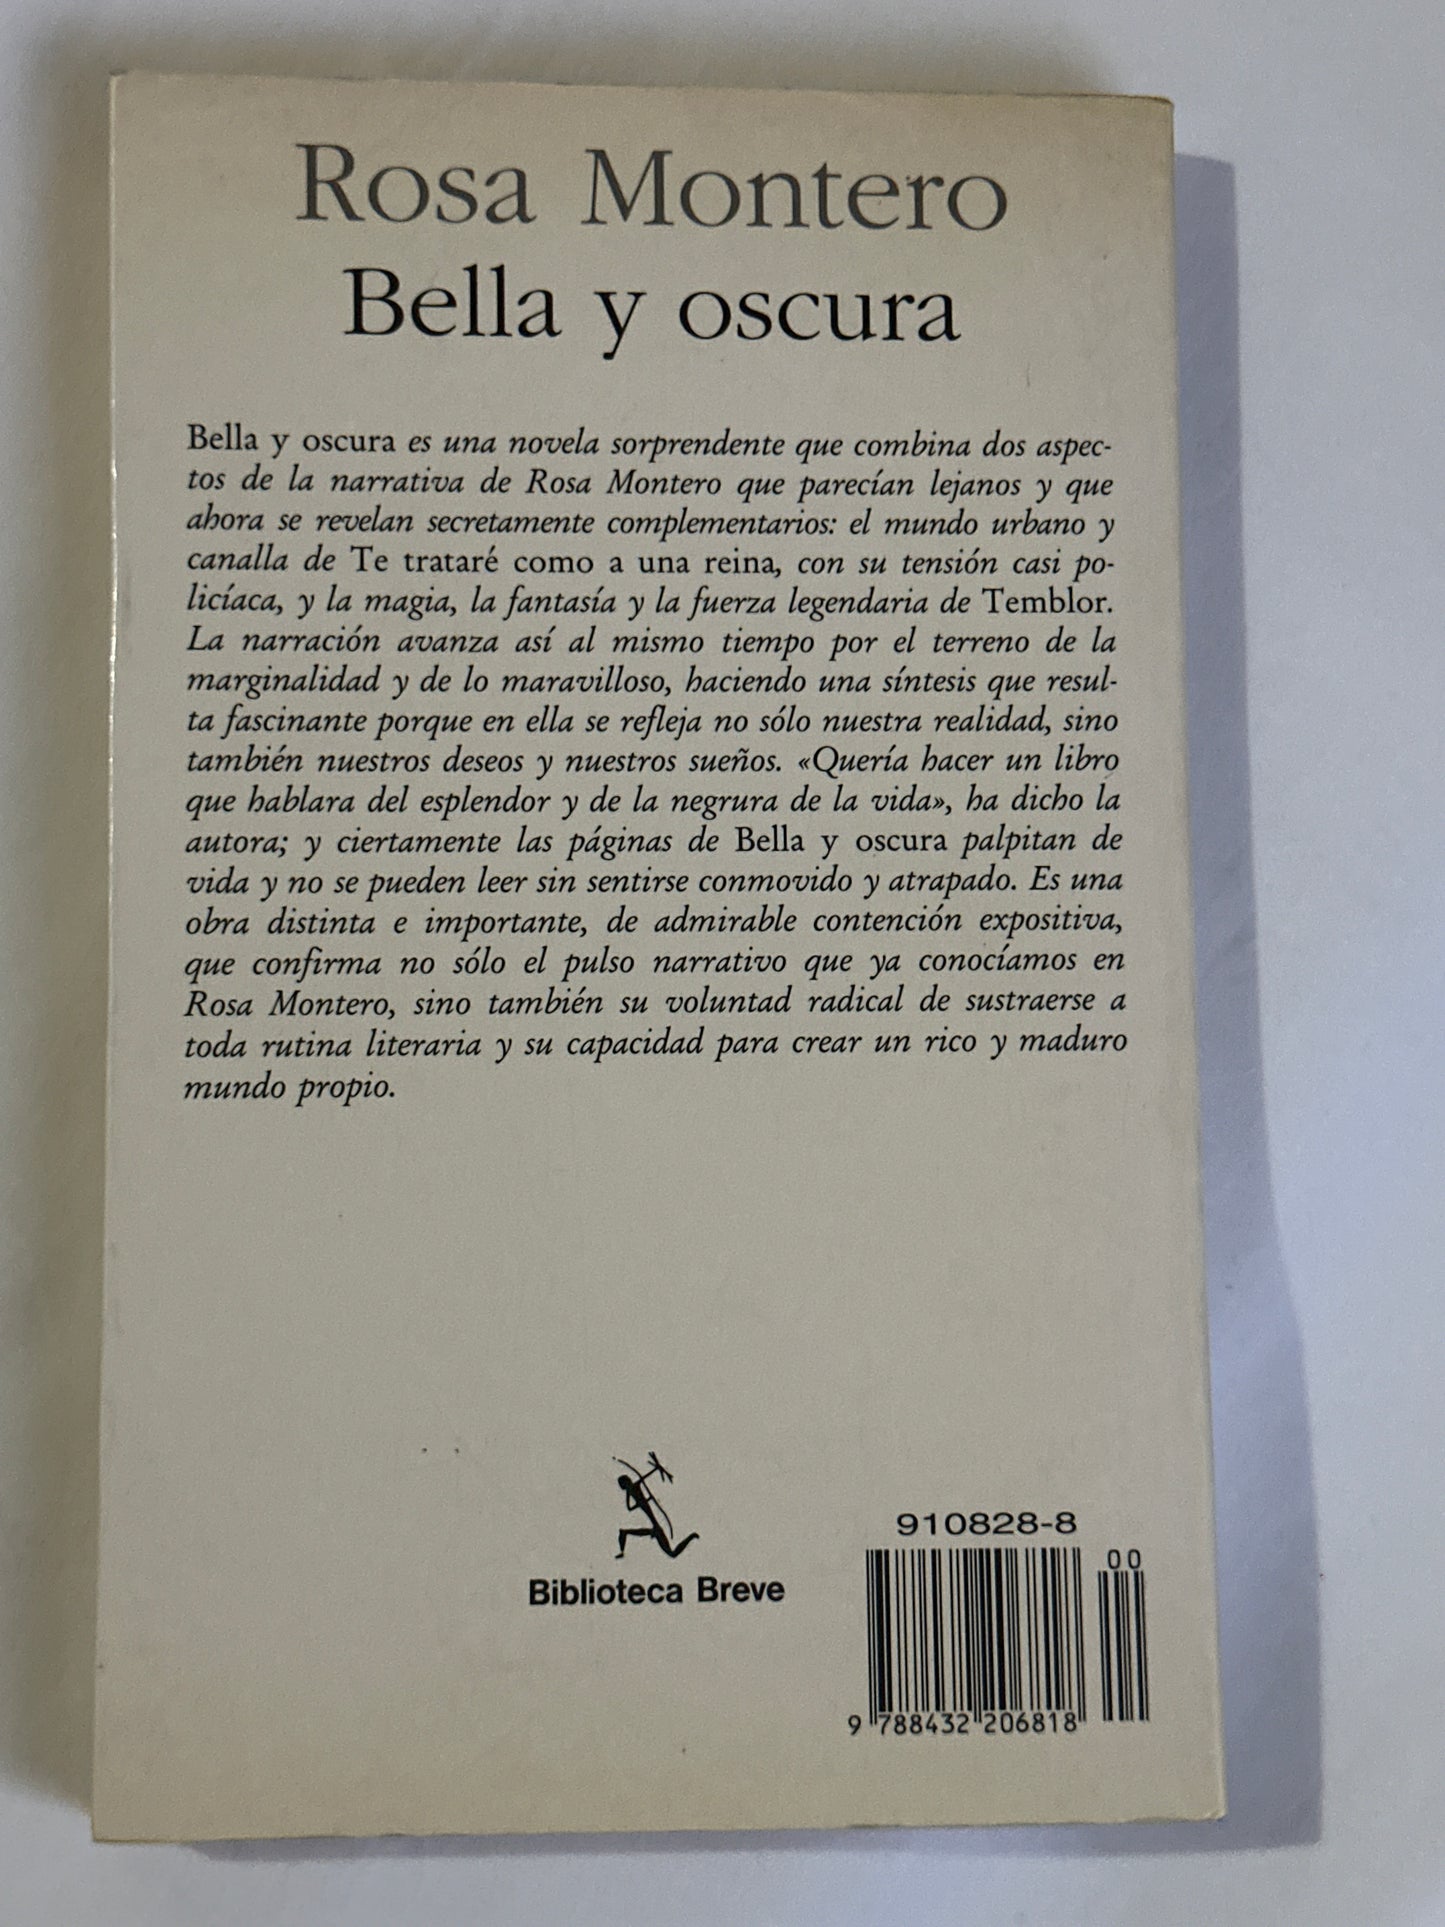 Rosa Montero
Bella y oscura
Bella y oscura es una novela sorprendente que combina dos aspec-
tos de la narrativa de Rosa Montero que parecían lejanos y que
ahora se revelan secretamente complementarios: el mundo urbano y
canalla de Te trataré como a una reina, con su tensión casi po-
licíaca, y la magia, la fantasía y la fuerza legendaria de Temblor.
La narración avanza así al mismo tiempo por el terreno de la
marginalidad y de lo maravilloso, haciendo una síntesis que resul-
ta fascinante porque en ella se refleja no sólo nuestra realidad, sino
también nuestros deseos y nuestros sueños. «Quería hacer un libro
que hablara del esplendor y de la negrura de la vida», ha dicho la
autora; y ciertamente las páginas de Bella y oscura palpitan de
vida y no se pueden leer sin sentirse conmovido y atrapado. Es una
obra distinta e importante, de admirable contención expositiva,
que confirma no sólo el pulso narrativo que ya conocíamos en
Rosa Montero, sino también su voluntad radical de sustraerse a
toda rutina literaria y su capacidad para crear un rico y maduro
mundo propio.
Biblioteca Breve
910828-8
00
9 788432 206818